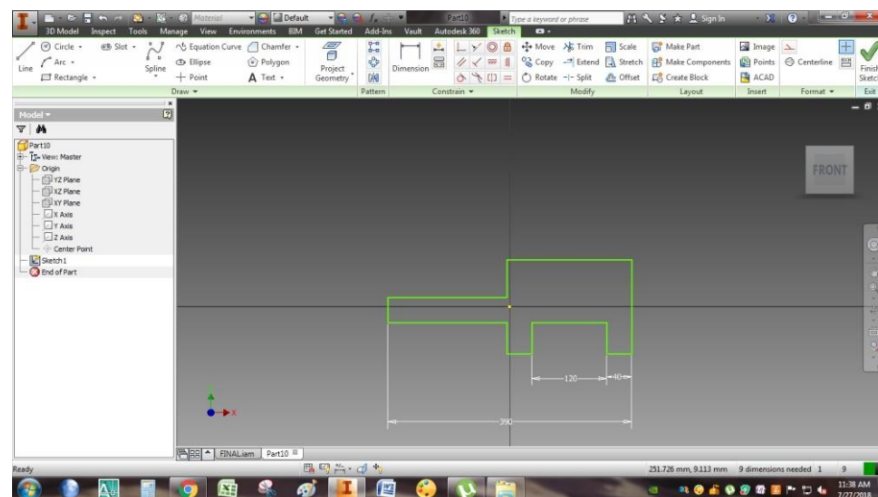 Material Default Part10 Type a keyword or phrase Sign In
3D Model Inspect Tools Manage View Environments BIM Get Started Add-Ins Vault Autodesk 360 Sketch
Line
Circle
Arc
Rectangle
Slot
Spline
Equation Curve
Ellipse
Point
Chamfer
Polygon
Text
Project
Geometry
Dimension
Move
Copy
Rotate
Trim
Extend
Split
Scale
Stretch
Offset
Make Part
Make Components
Create Block
Image
Points
ACAD
Centerline
Finish
Sketch
Draw Pattern Constrain Modify Layout Insert Format Exit
Model
Part10
View: Master
Origin
YZ Plane
XZ Plane
XY Plane
X Axis
Y Axis
Z Axis
Center Point
Sketch1
End of Part
FRONT
120
40
390
X
FINALiam Part10
Ready 251.726 mm, 9.113 mm 9 dimensions needed 1 9
11:38 AM
7/27/2018